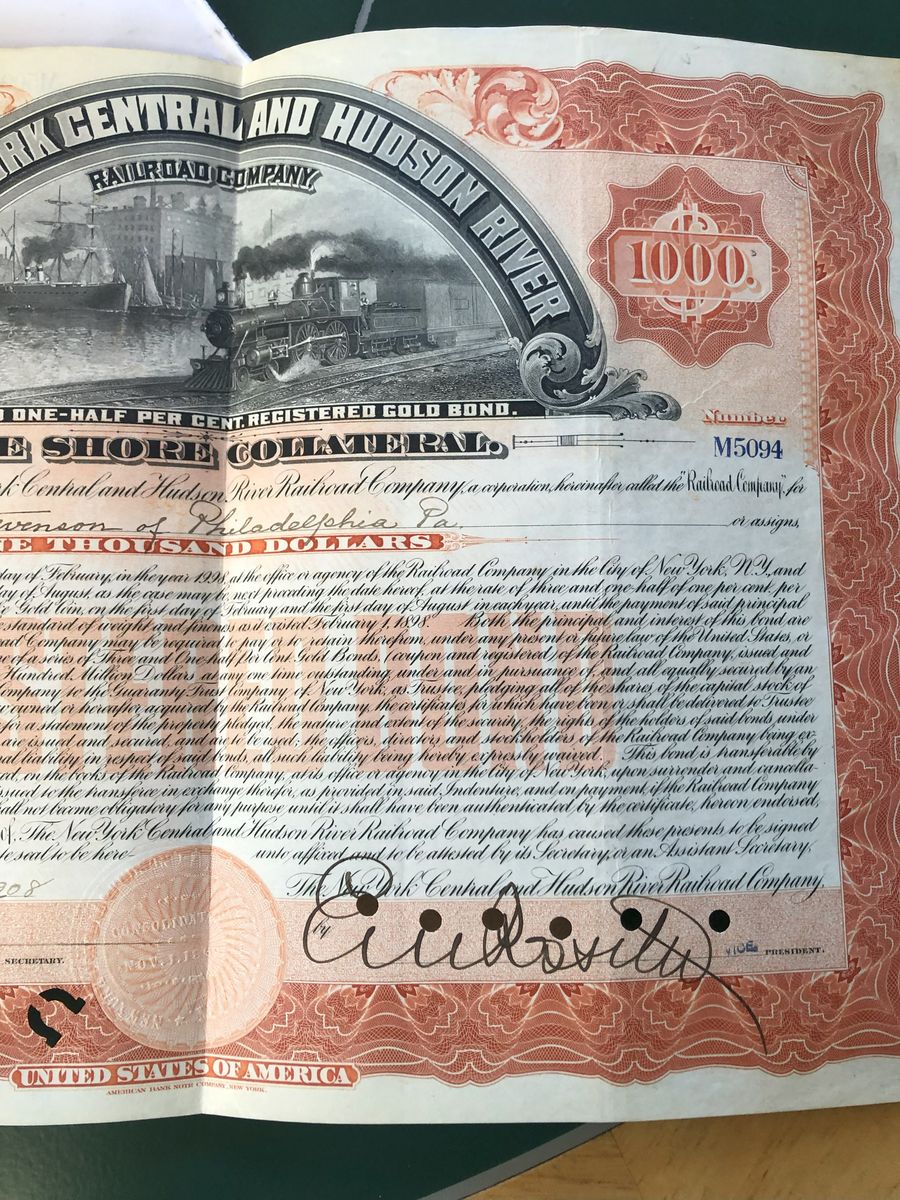 RK CENTRAL AND HUDSON RIVER
RAILROAD COMPANY.
1000.
ONE-HALF PER CENT. REGISTERED GOLD BOND.
Number
M5094
E SHORE COLLATERAL.
rk Central and Hudson River Railroad Company, a corporation, hereinafter called the "Railroad Company", for
venson of Philadelphia Pa. or assigns,
NE THOUSAND DOLLARS
day of February, in the year 1998, at the office or agency of the Railroad Company in the City of New York, N.Y., and
ay of August, as the case may be next preceding the date hereof, at the rate of three and one-half of one per cent. per
Gold Coin, on the first day of February and the first day of August in each year, until the payment of said principal
standard of weight and fineness as it existed February 1, 1898. Both the principal and interest of this bond are
Company may be required to pay or to retain therefrom, under any present or future law of the United States, or
of a series of Three and One-half per Cent. Gold Bonds, coupon and registered, of the Railroad Company, issued and
Hundred Million Dollars at any one time outstanding, under and in pursuance of, and all equally secured by an
Company to the Guaranty Trust Company of New York, as Trustee, pledging all of the shares of the capital stock of
owned or hereafter acquired by the Railroad Company, the certificates for which have been or shall be delivered to Trustee
for a statement of the property pledged, the nature and extent of the security, the rights of the holders of said bonds under
are issued and secured, and may be used, the officers, directors and stockholders of the Railroad Company being ex-
liability in respect of said bonds, all such liability being hereby expressly waived. This bond is transferable by
on the books of the Railroad Company, at its office or agency in the City of New York, upon surrender and cancella-
issued to the transferee in exchange therefor, as provided in said Indenture, and on payment, if the Railroad Company
all not become obligatory for any purpose until it shall have been authenticated by the certificate, hereon endorsed,
of. The New York Central and Hudson River Railroad Company has caused these presents to be signed
seal to be here- unto affixed and to be attested by its Secretary, or an Assistant Secretary.
908
The New York Central and Hudson River Railroad Company.
by
SECRETARY.
CONSOLIDAT
VICE PRESIDENT.
UNITED STATES OF AMERICA
AMERICAN BANK NOTE COMPANY, NEW YORK.